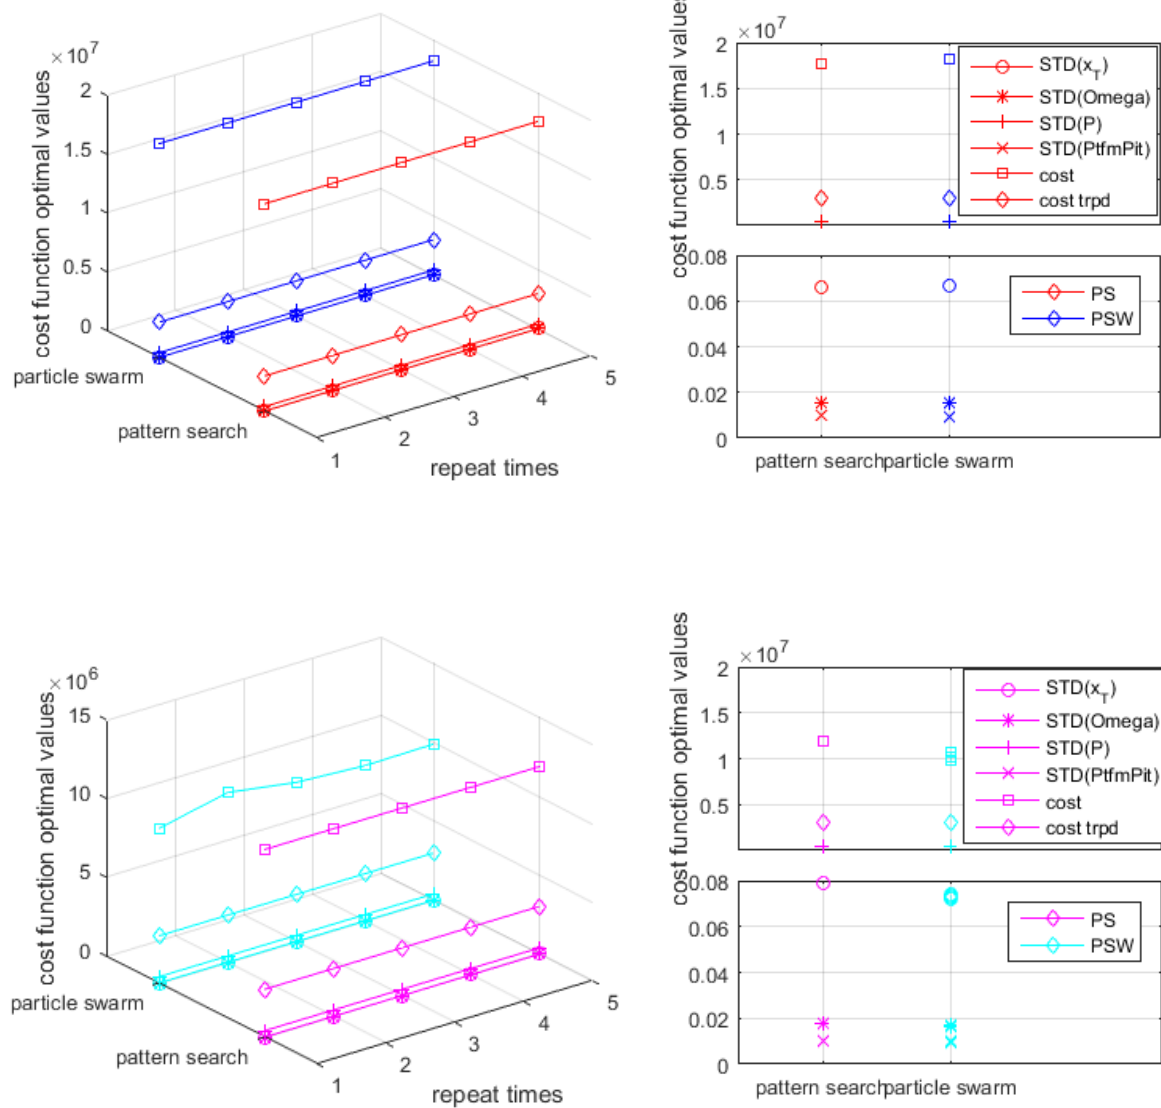 ×10⁷
2
1.5
1
0.5
0
cost function optimal values
particle swarm
pattern search
1
2
3
4
5
repeat times
×10⁷
2
1.5
1
0.5
cost function optimal values
STD(x_T)
STD(Omega)
STD(P)
STD(PtfmPit)
cost
cost trpd
0.08
0.06
0.04
0.02
0
PS
PSW
pattern search
particle swarm
×10⁶
15
10
5
0
cost function optimal values
particle swarm
pattern search
1
2
3
4
5
repeat times
×10⁷
2
1.5
1
0.5
cost function optimal values
STD(x_T)
STD(Omega)
STD(P)
STD(PtfmPit)
cost
cost trpd
0.08
0.06
0.04
0.02
0
PS
PSW
pattern search
particle swarm